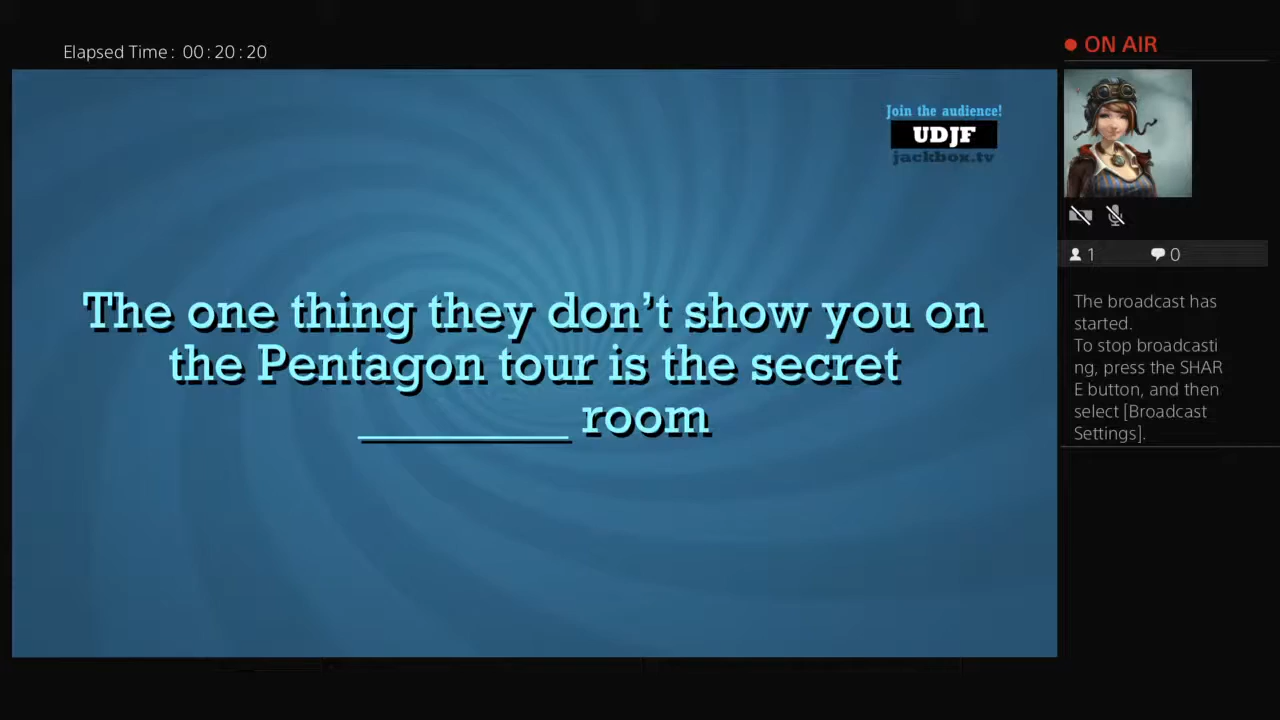 Elapsed Time: 00:20:20
ON AIR
Join the audience!
UDJF
jackbox.tv
The one thing they don't show you on
the Pentagon tour is the secret
________ room
1 0
The broadcast has
started.
To stop broadcasti
ng, press the SHAR
E button, and then
select [Broadcast
Settings].